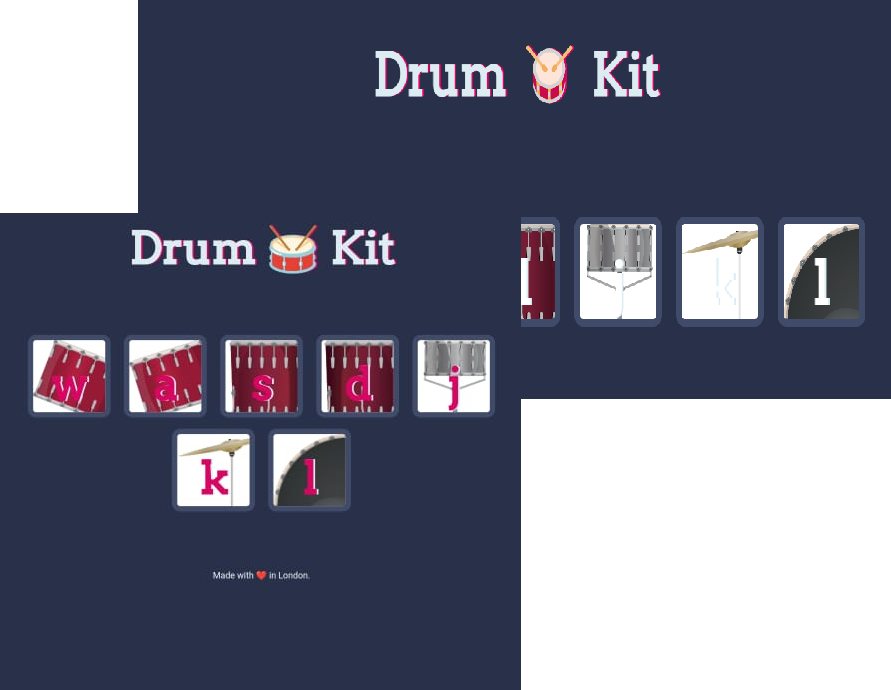 Drum 🥁 Kit
j k l
Drum 🥁 Kit
w a s d j
k l
Made with ❤️ in London.